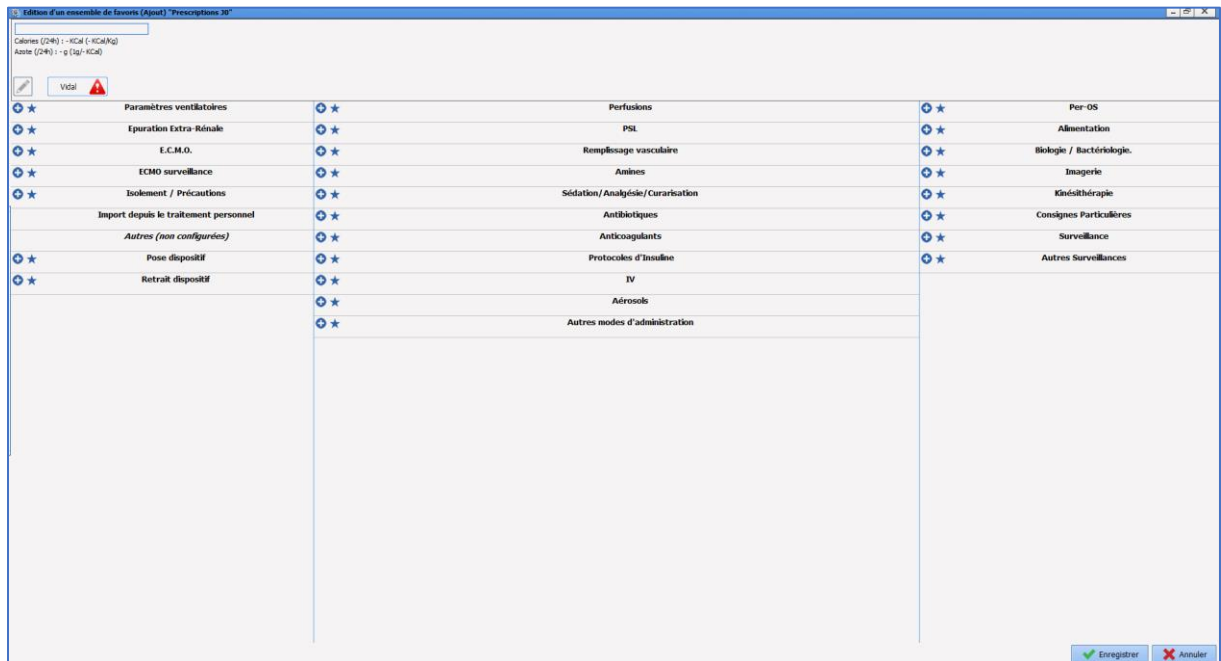 Edition d'un ensemble de favoris (Ajout) "Prescriptions J0"
Calories (/24h) : - KCal (- KCal/Kg)
Azote (/24h) : - g (1g/- KCal)
Vidal
Paramètres ventilatoires
Epuration Extra-Rénale
E.C.M.O.
ECMO surveillance
Isolement / Précautions
Import depuis le traitement personnel
Autres (non configurées)
Pose dispositif
Retrait dispositif
Perfusions
PSL
Remplissage vasculaire
Amines
Sédation/Analgésie/Curarisation
Antibiotiques
Anticoagulants
Protocoles d'Insuline
IV
Aérosols
Autres modes d'administration
Per-OS
Alimentation
Biologie / Bactériologie.
Imagerie
Kinésithérapie
Consignes Particulières
Surveillance
Autres Surveillances
Enregistrer
Annuler